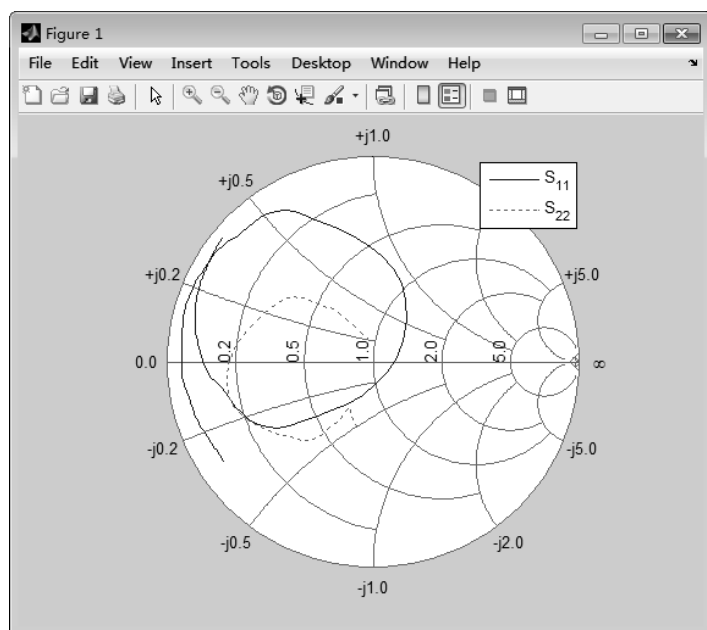 Figure 1
File Edit View Insert Tools Desktop Window Help
+j1.0
+j0.5
S11
S22
+j0.2
+j5.0
0.0
0.2
0.5
1.0
2.0
5.0
∞
-j0.2
-j5.0
-j0.5
-j2.0
-j1.0